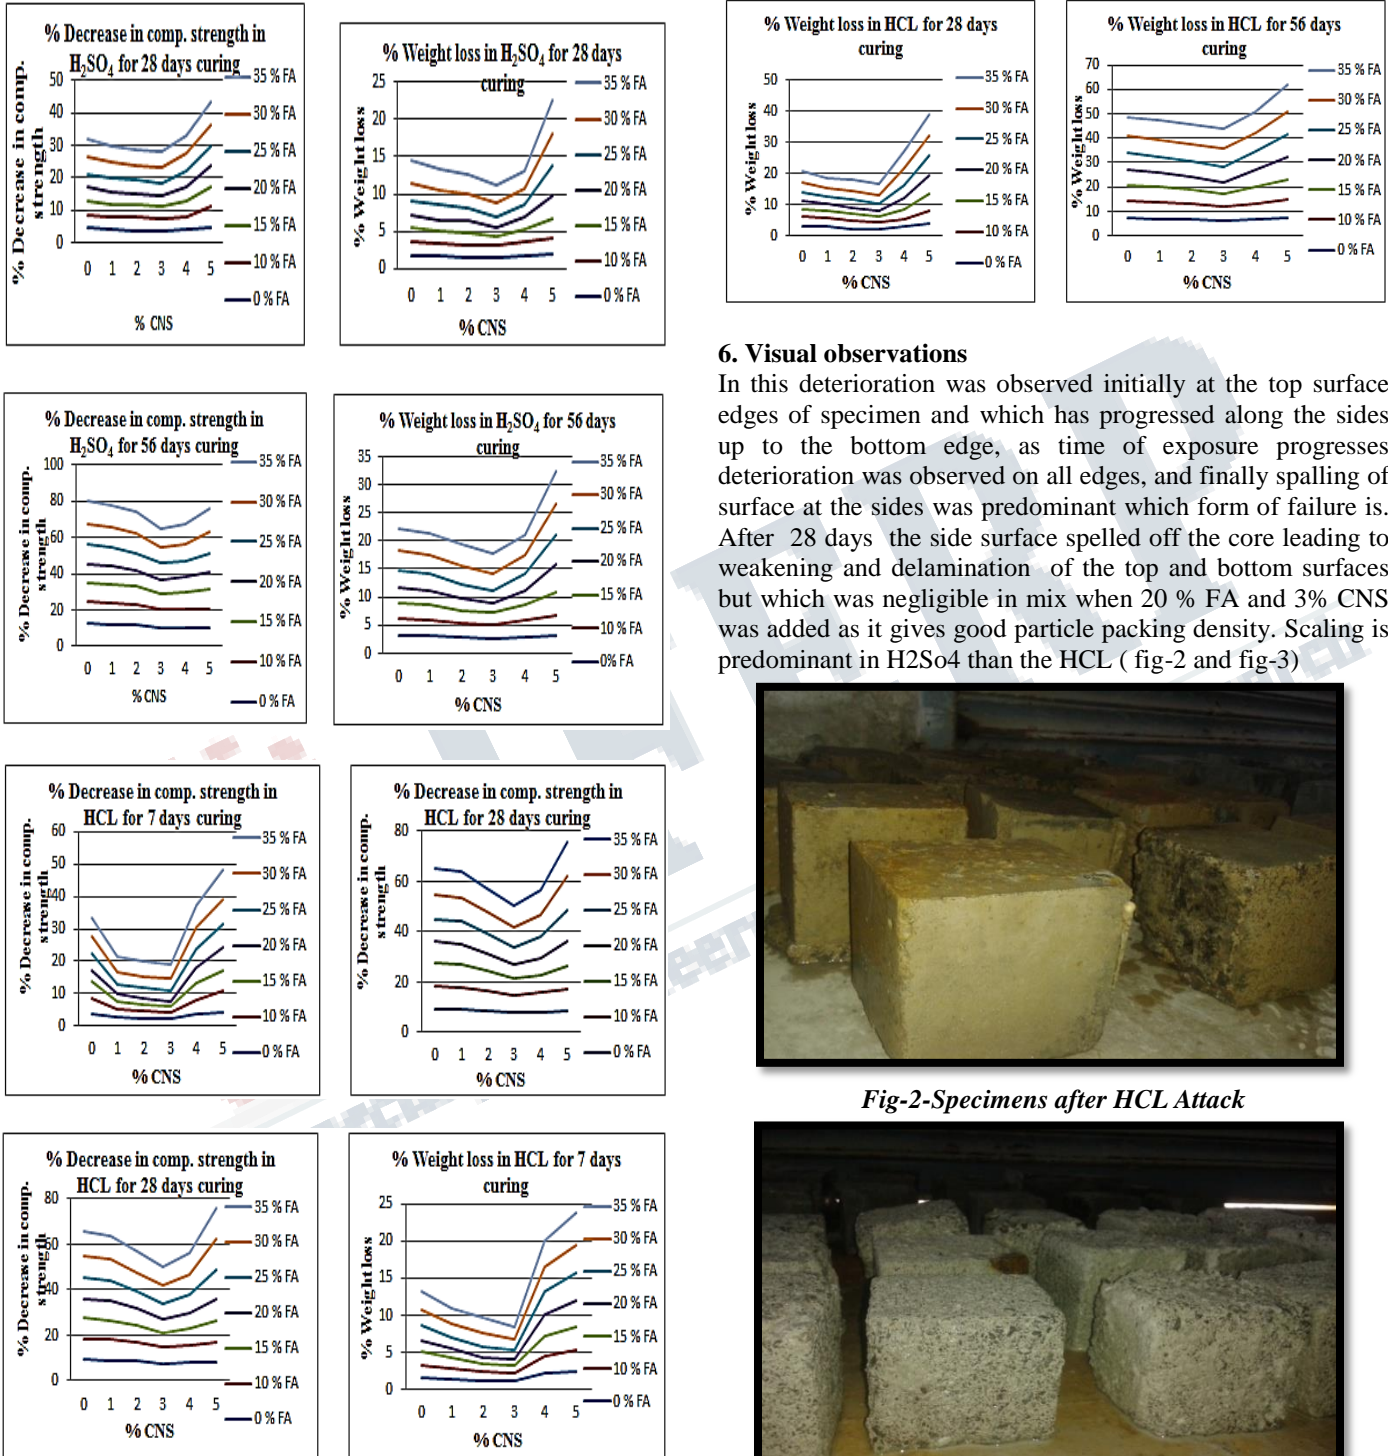 % Decrease in comp. strength in
H2SO4 for 28 days curing
% Decrease in comp.
strength
50
40
30
20
10
0
0 1 2 3 4 5
% CNS
35 % FA
30 % FA
25 % FA
20 % FA
15 % FA
10 % FA
0 % FA
% Weight loss in H2SO4 for 28 days
curing
% Weight loss
25
20
15
10
5
0
0 1 2 3 4 5
% CNS
35 % FA
30 % FA
25 % FA
20 % FA
15 % FA
10 % FA
0 % FA
% Decrease in comp. strength in
H2SO4 for 56 days curing
% Decrease in comp.
strength
100
80
60
40
20
0
0 1 2 3 4 5
% CNS
35 % FA
30 % FA
25 % FA
20 % FA
15 % FA
10 % FA
0 % FA
% Weight loss in H2SO4 for 56 days
curing
% Weight loss
35
30
25
20
15
10
5
0
0 1 2 3 4 5
% CNS
35 % FA
30 % FA
25 % FA
20 % FA
15 % FA
10 % FA
0% FA
% Decrease in comp. strength in
HCL for 7 days curing
% Decrease in comp.
strength
60
50
40
30
20
10
0
0 1 2 3 4 5
% CNS
35 % FA
30 % FA
25 % FA
20 % FA
15 % FA
10 % FA
0 % FA
% Decrease in comp. strength in
HCL for 28 days curing
% Decrease in comp.
strength
80
60
40
20
0
0 1 2 3 4 5
% CNS
35 % FA
30 % FA
25 % FA
20 % FA
15 % FA
10 % FA
0 % FA
% Decrease in comp. strength in
HCL for 28 days curing
% Decrease in comp.
strength
80
60
40
20
0
0 1 2 3 4 5
% CNS
35 % FA
30 % FA
25 % FA
20 % FA
15 % FA
10 % FA
0 % FA
% Weight loss in HCL for 7 days
curing
% Weight loss
25
20
15
10
5
0
0 1 2 3 4 5
% CNS
35 % FA
30 % FA
25 % FA
20 % FA
15 % FA
10 % FA
0 % FA
% Weight loss in HCL for 28 days
curing
% Weight loss
50
40
30
20
10
0
0 1 2 3 4 5
% CNS
35 % FA
30 % FA
25 % FA
20 % FA
15 % FA
10 % FA
0 % FA
% Weight loss in HCL for 56 days
curing
% Weight loss
70
60
50
40
30
20
10
0
0 1 2 3 4 5
% CNS
35 % FA
30 % FA
25 % FA
20 % FA
15 % FA
10 % FA
0 % FA
6. Visual observations
In this deterioration was observed initially at the top surface
edges of specimen and which has progressed along the sides
up to the bottom edge, as time of exposure progresses
deterioration was observed on all edges, and finally spalling of
surface at the sides was predominant which form of failure is.
After 28 days the side surface spelled off the core leading to
weakening and delamination of the top and bottom surfaces
but which was negligible in mix when 20 % FA and 3% CNS
was added as it gives good particle packing density. Scaling is
predominant in H2So4 than the HCL ( fig-2 and fig-3)
Fig-2-Specimens after HCL Attack